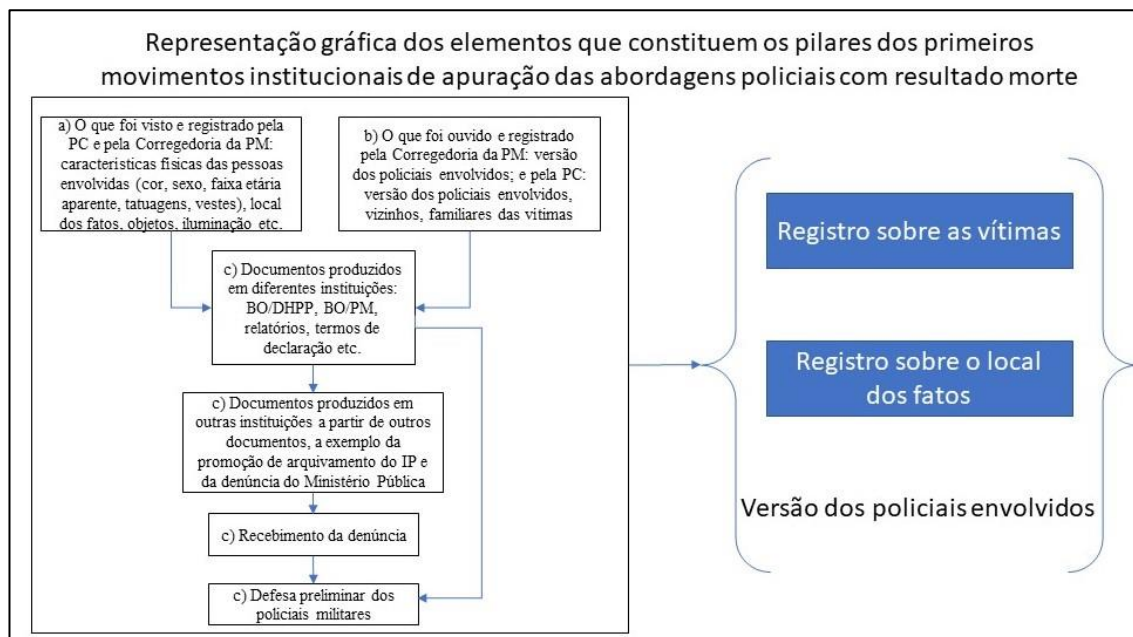 Representação gráfica dos elementos que constituem os pilares dos primeiros
movimentos institucionais de apuração das abordagens policiais com resultado morte
a) O que foi visto e registrado pela
PC e pela Corregedoria da PM:
características físicas das pessoas
envolvidas (cor, sexo, faixa etária
aparente, tatuagens, vestes), local
dos fatos, objetos, iluminação etc.
b) O que foi ouvido e registrado
pela Corregedoria da PM: versão
dos policiais envolvidos; e pela PC:
versão dos policiais envolvidos,
vizinhos, familiares das vítimas
c) Documentos produzidos
em diferentes instituições:
BO/DHPP, BO/PM,
relatórios, termos de
declaração etc.
c) Documentos produzidos em
outras instituições a partir de outros
documentos, a exemplo da
promoção de arquivamento do IP e
da denúncia do Ministério Pública
c) Recebimento da denúncia
c) Defesa preliminar dos
policiais militares
Registro sobre as vítimas
Registro sobre o local
dos fatos
Versão dos policiais envolvidos